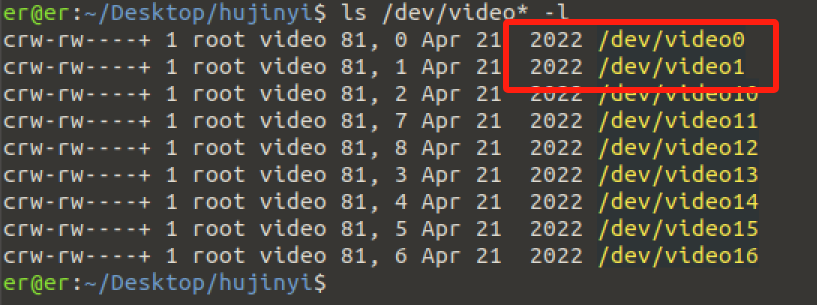 er@er:~/Desktop/hujinyi$ ls /dev/video* -l
crw-rw----+ 1 root video 81, 0 Apr 21  2022 /dev/video0
crw-rw----+ 1 root video 81, 1 Apr 21  2022 /dev/video1
crw-rw----+ 1 root video 81, 2 Apr 21  2022 /dev/video10
crw-rw----+ 1 root video 81, 7 Apr 21  2022 /dev/video11
crw-rw----+ 1 root video 81, 8 Apr 21  2022 /dev/video12
crw-rw----+ 1 root video 81, 3 Apr 21  2022 /dev/video13
crw-rw----+ 1 root video 81, 4 Apr 21  2022 /dev/video14
crw-rw----+ 1 root video 81, 5 Apr 21  2022 /dev/video15
crw-rw----+ 1 root video 81, 6 Apr 21  2022 /dev/video16
er@er:~/Desktop/hujinyi$